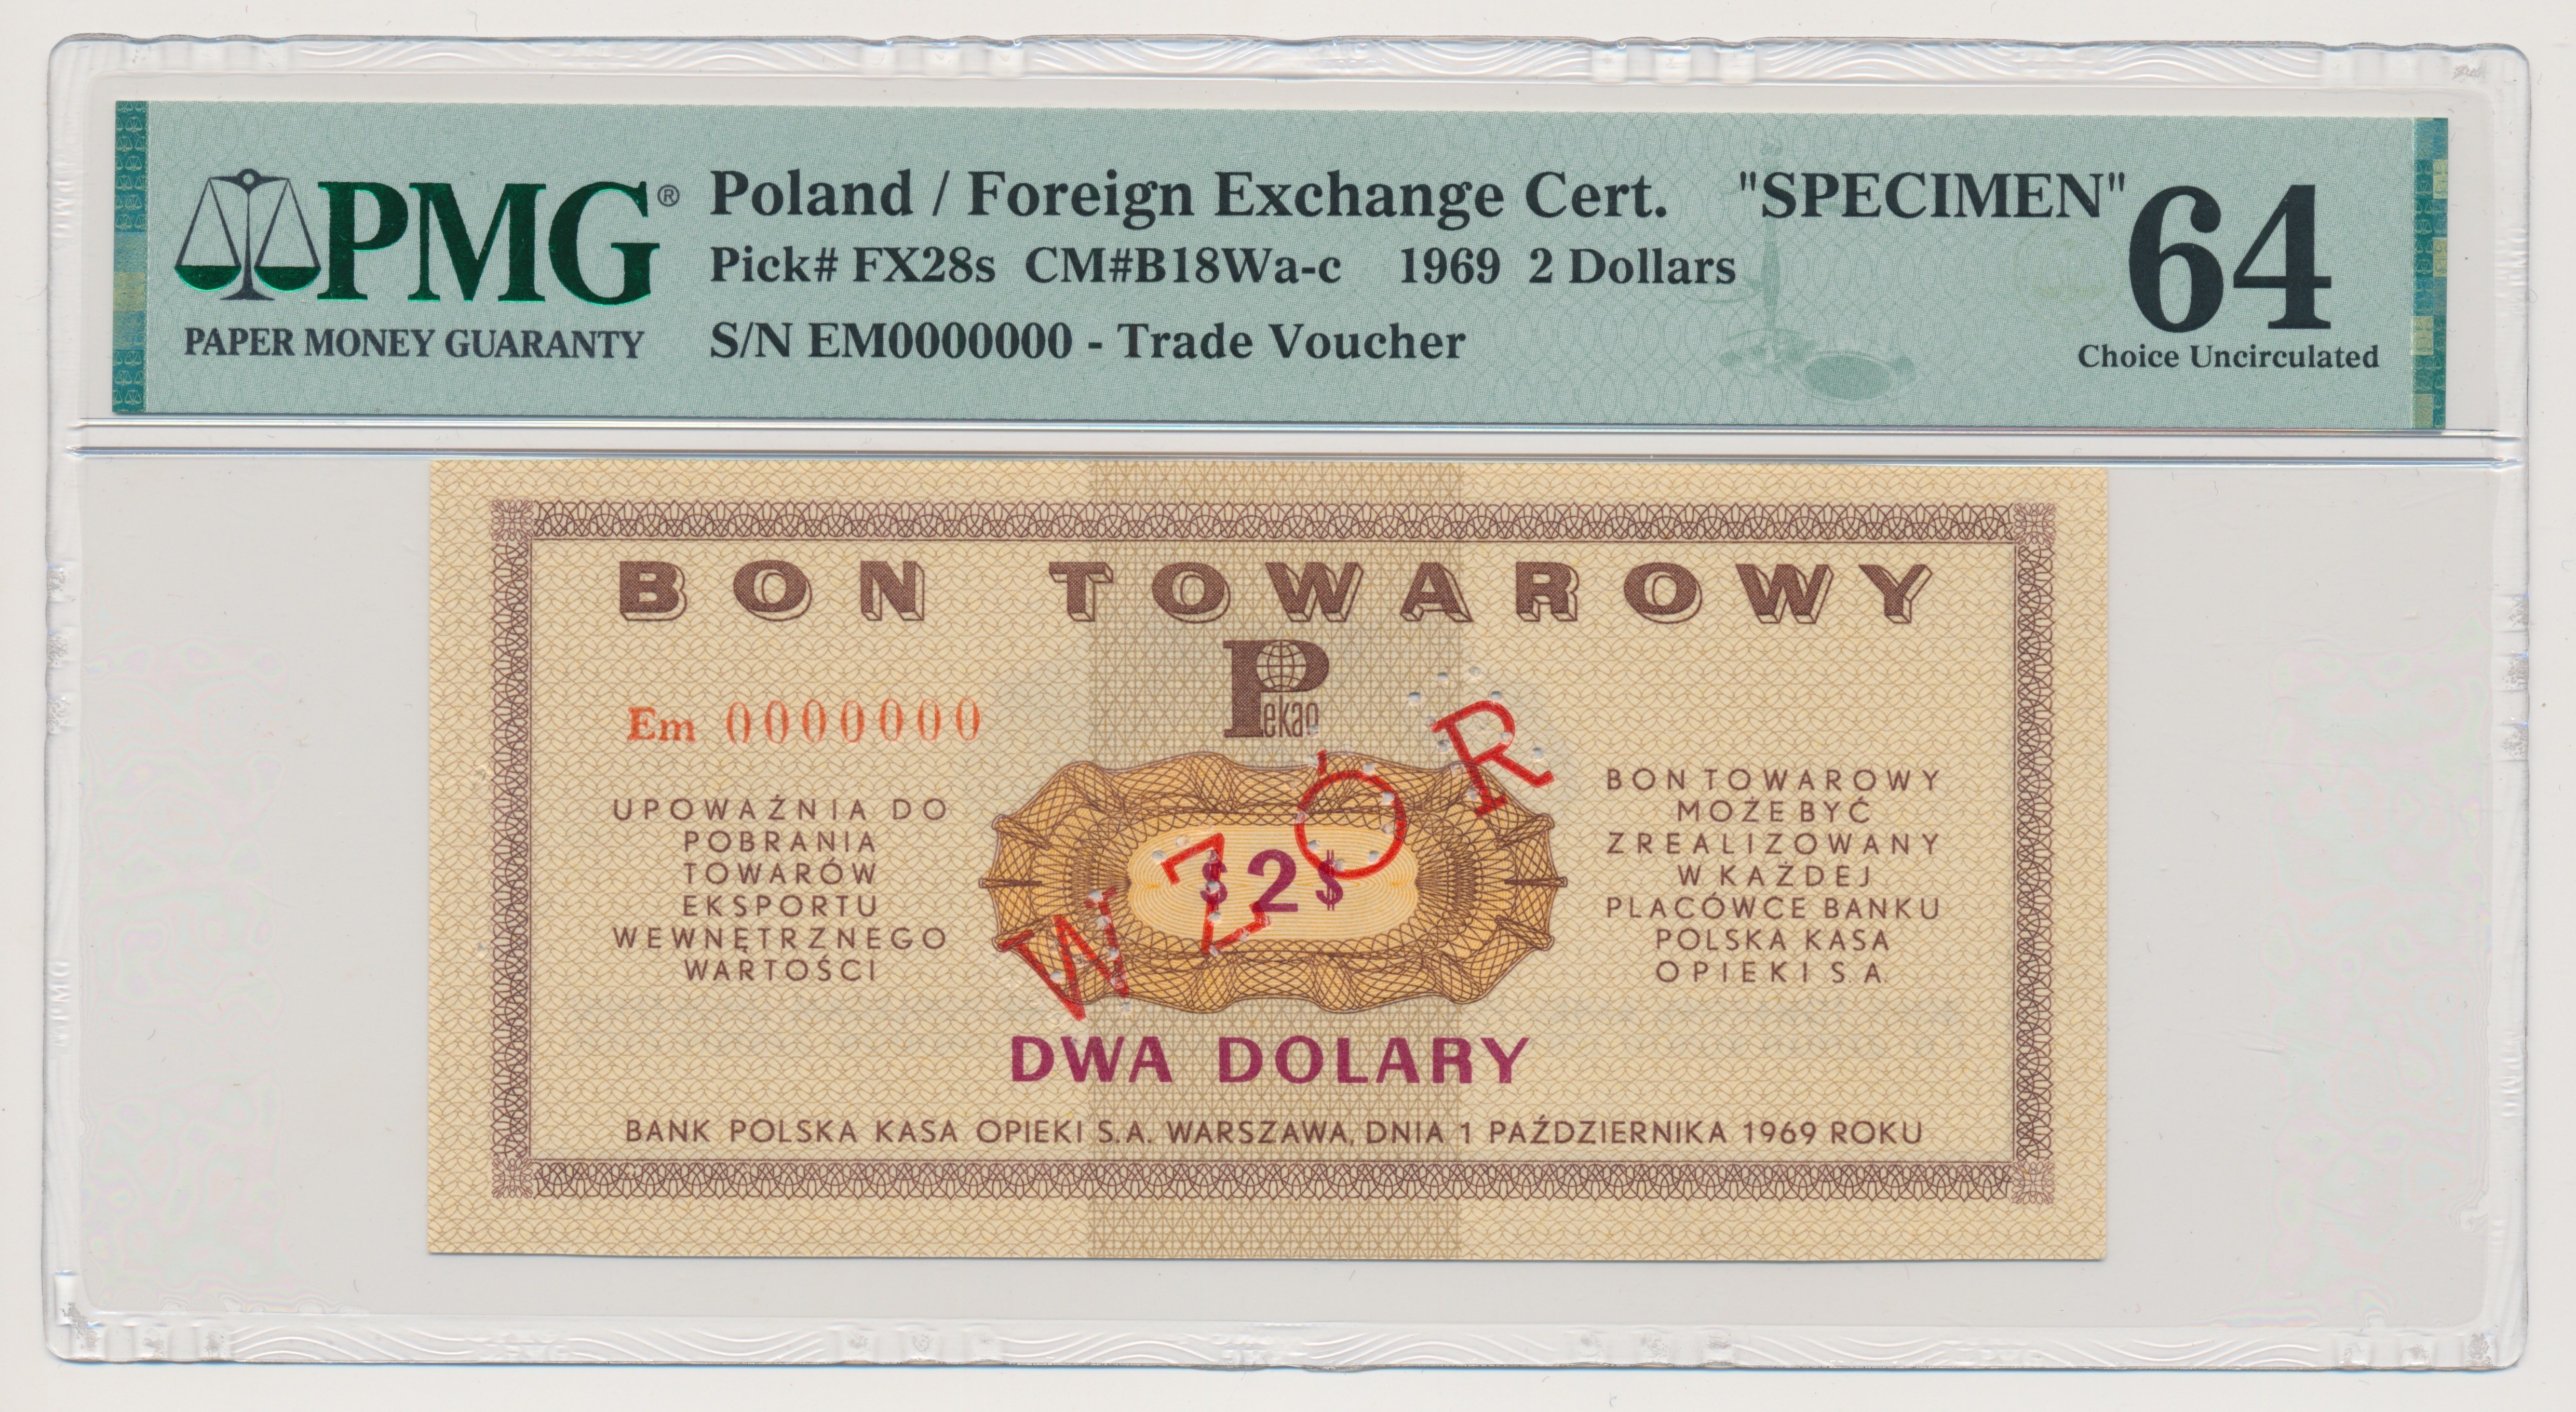 PMG®
PAPER MONEY GUARANTY
Poland / Foreign Exchange Cert. "SPECIMEN"
Pick# FX28s CM#B18Wa-c 1969 2 Dollars
S/N EM0000000 - Trade Voucher
64
Choice Uncirculated
BON TOWAROWY
Pekao
Em 0000000
UPOWAŻNIA DO
POBRANIA
TOWARÓW
EKSPORTU
WEWNĘTRZNEGO
WARTOŚCI
$2$
WZÓR
BON TOWAROWY
MOŻE BYĆ
ZREALIZOWANY
W KAŻDEJ
PLACÓWCE BANKU
POLSKA KASA
OPIEKI S.A.
DWA DOLARY
BANK POLSKA KASA OPIEKI S.A. WARSZAWA, DNIA 1 PAŹDZIERNIKA 1969 ROKU